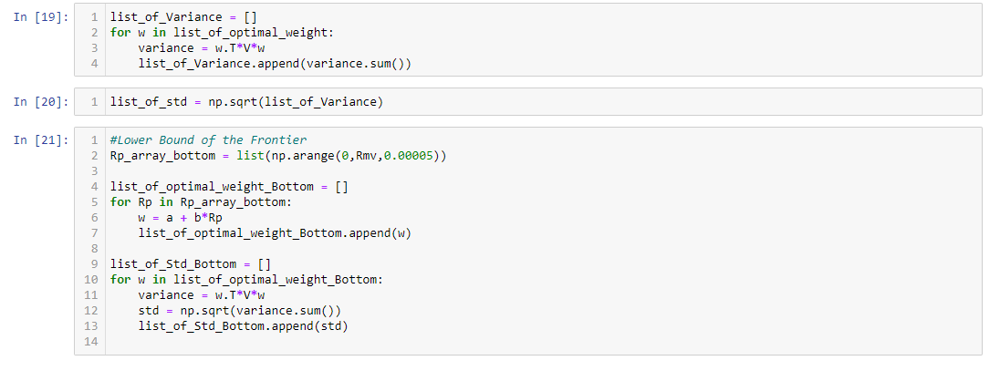 In [19]:
1 list_of_Variance = []
2 for w in list_of_optimal_weight:
3     variance = w.T*V*w
4     list_of_Variance.append(variance.sum())
In [20]:
1 list_of_std = np.sqrt(list_of_Variance)
In [21]:
1 #Lower Bound of the Frontier
2 Rp_array_bottom = list(np.arange(0,Rmv,0.00005))
3
4 list_of_optimal_weight_Bottom = []
5 for Rp in Rp_array_bottom:
6     w = a + b*Rp
7     list_of_optimal_weight_Bottom.append(w)
8
9 list_of_Std_Bottom = []
10 for w in list_of_optimal_weight_Bottom:
11     variance = w.T*V*w
12     std = np.sqrt(variance.sum())
13     list_of_Std_Bottom.append(std)
14